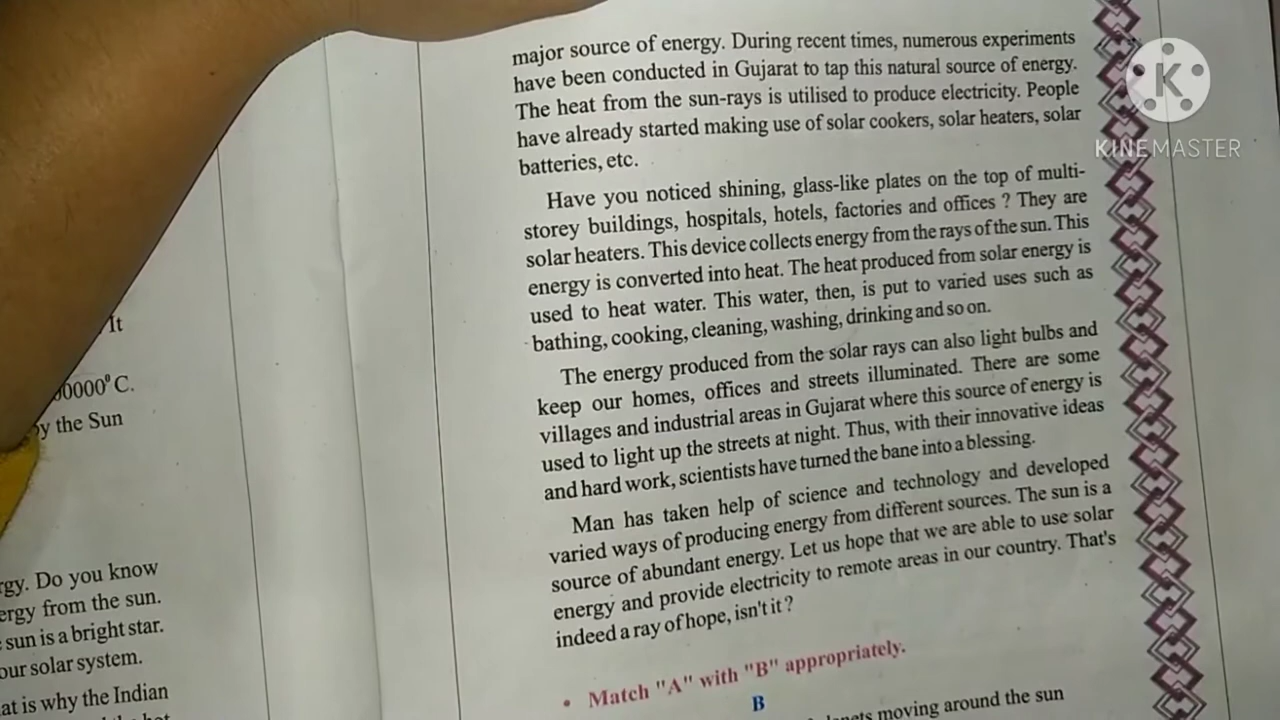 It
0000⁰ C.
by the Sun
rgy. Do you know
ergy from the sun.
sun is a bright star.
our solar system.
at is why the Indian
major source of energy. During recent times, numerous experiments
have been conducted in Gujarat to tap this natural source of energy.
The heat from the sun-rays is utilised to produce electricity. People
have already started making use of solar cookers, solar heaters, solar
batteries, etc.
Have you noticed shining, glass-like plates on the top of multi-
storey buildings, hospitals, hotels, factories and offices ? They are
solar heaters. This device collects energy from the rays of the sun. This
energy is converted into heat. The heat produced from solar energy is
used to heat water. This water, then, is put to varied uses such as
bathing, cooking, cleaning, washing, drinking and so on.
The energy produced from the solar rays can also light bulbs and
keep our homes, offices and streets illuminated. There are some
villages and industrial areas in Gujarat where this source of energy is
used to light up the streets at night. Thus, with their innovative ideas
and hard work, scientists have turned the bane into a blessing.
Man has taken help of science and technology and developed
varied ways of producing energy from different sources. The sun is a
source of abundant energy. Let us hope that we are able to use solar
energy and provide electricity to remote areas in our country. That's
indeed a ray of hope, isn't it ?
• Match "A" with "B" appropriately.
B
moving around the sun
K
KINEMASTER